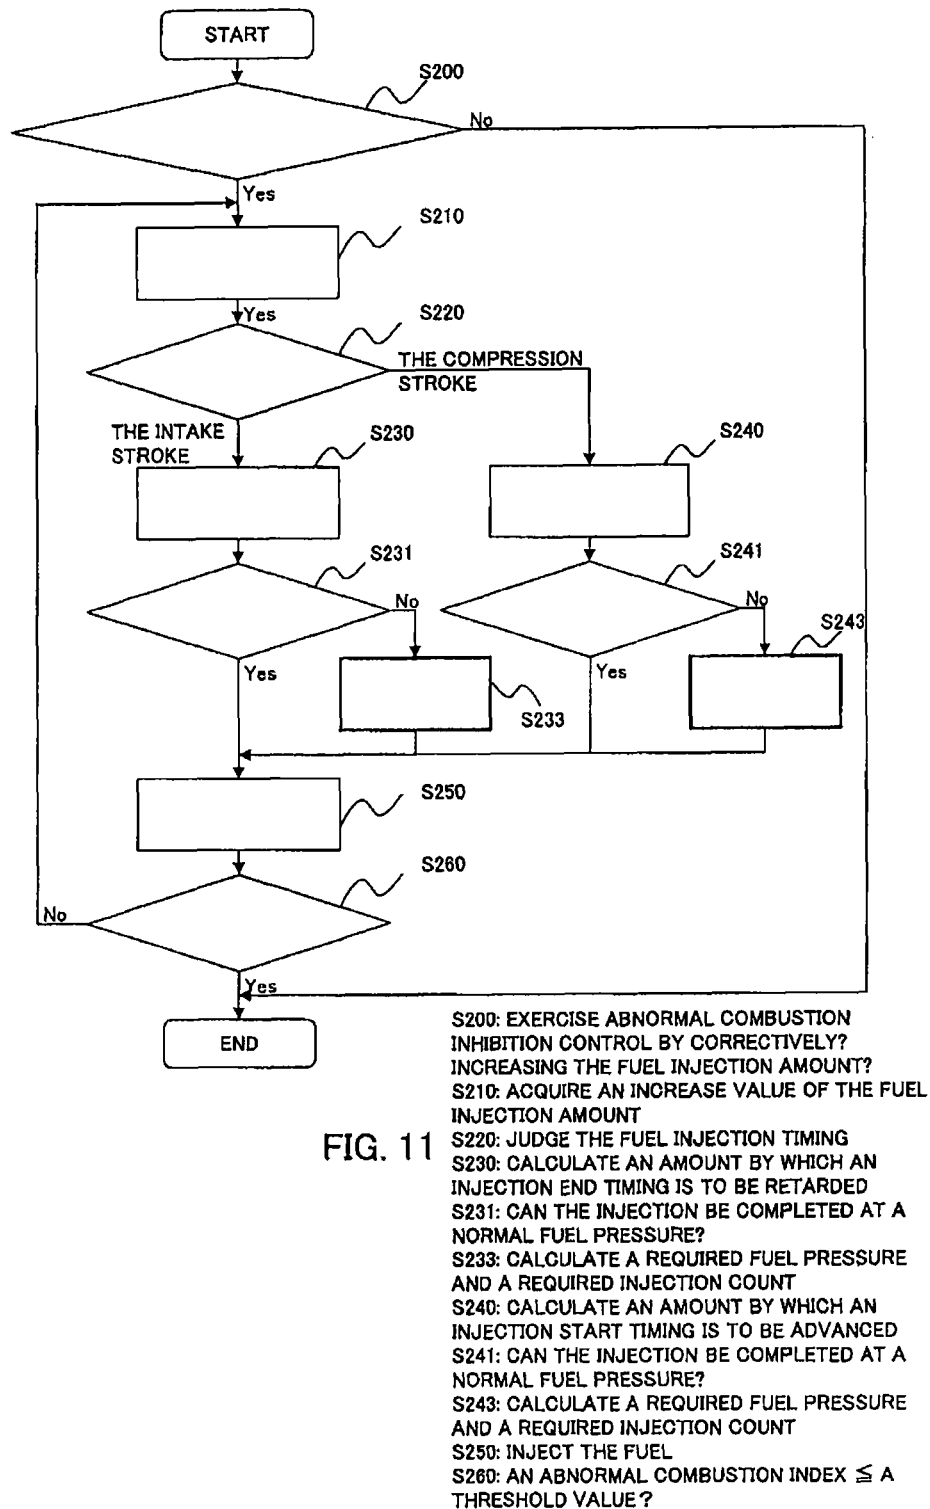 START
S200
No
Yes
S210
Yes
S220
THE COMPRESSION
STROKE
THE INTAKE
STROKE
S230
S240
S231
S241
No
No
S243
Yes
Yes
S233
S250
S260
No
Yes
END
FIG. 11
S200: EXERCISE ABNORMAL COMBUSTION
INHIBITION CONTROL BY CORRECTIVELY?
INCREASING THE FUEL INJECTION AMOUNT?
S210: ACQUIRE AN INCREASE VALUE OF THE FUEL
INJECTION AMOUNT
S220: JUDGE THE FUEL INJECTION TIMING
S230: CALCULATE AN AMOUNT BY WHICH AN
INJECTION END TIMING IS TO BE RETARDED
S231: CAN THE INJECTION BE COMPLETED AT A
NORMAL FUEL PRESSURE?
S233: CALCULATE A REQUIRED FUEL PRESSURE
AND A REQUIRED INJECTION COUNT
S240: CALCULATE AN AMOUNT BY WHICH AN
INJECTION START TIMING IS TO BE ADVANCED
S241: CAN THE INJECTION BE COMPLETED AT A
NORMAL FUEL PRESSURE?
S243: CALCULATE A REQUIRED FUEL PRESSURE
AND A REQUIRED INJECTION COUNT
S250: INJECT THE FUEL
S260: AN ABNORMAL COMBUSTION INDEX ≦ A
THRESHOLD VALUE?